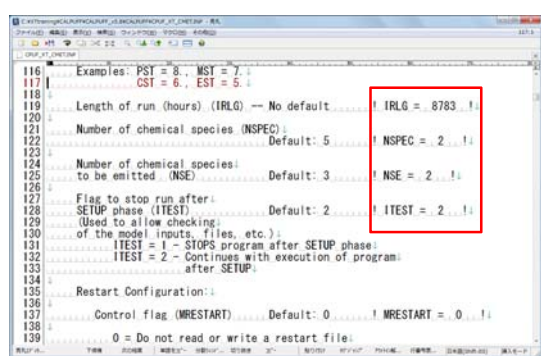 116 Examples: PST = 8., MST = 7.
117 CST = 6., EST = 5.
118
119 Length of run (hours) (IRLG) -- No default ! IRLG = 8783 !
120
121 Number of chemical species (NSPEC)
122 Default: 5 ! NSPEC = 2 !
123
124 Number of chemical species
125 to be emitted (NSE) Default: 3 ! NSE = 2 !
126
127 Flag to stop run after
128 SETUP phase (ITEST) Default: 2 ! ITEST = 2 !
129 (Used to allow checking
130 of the model inputs, files, etc.)
131 ITEST = 1 - STOPS program after SETUP phase
132 ITEST = 2 - Continues with execution of program
133 after SETUP
134
135 Restart Configuration:
136
137 Control flag (MRESTART) Default: 0 ! MRESTART = 0 !
138
139 0 = Do not read or write a restart file